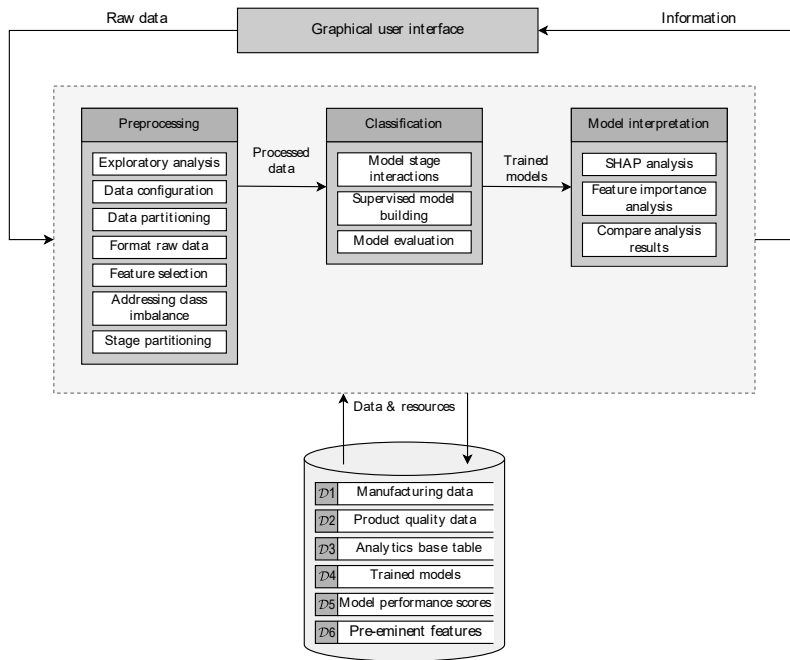 Raw data
Graphical user interface
Information
Preprocessing
Exploratory analysis
Data configuration
Data partitioning
Format raw data
Feature selection
Addressing class
imbalance
Stage partitioning
Processed
data
Classification
Model stage
interactions
Supervised model
building
Model evaluation
Trained
models
Model interpretation
SHAP analysis
Feature importance
analysis
Compare analysis
results
Data & resources
D1 Manufacturing data
D2 Product quality data
D3 Analytics base table
D4 Trained models
D5 Model performance scores
D6 Pre-eminent features